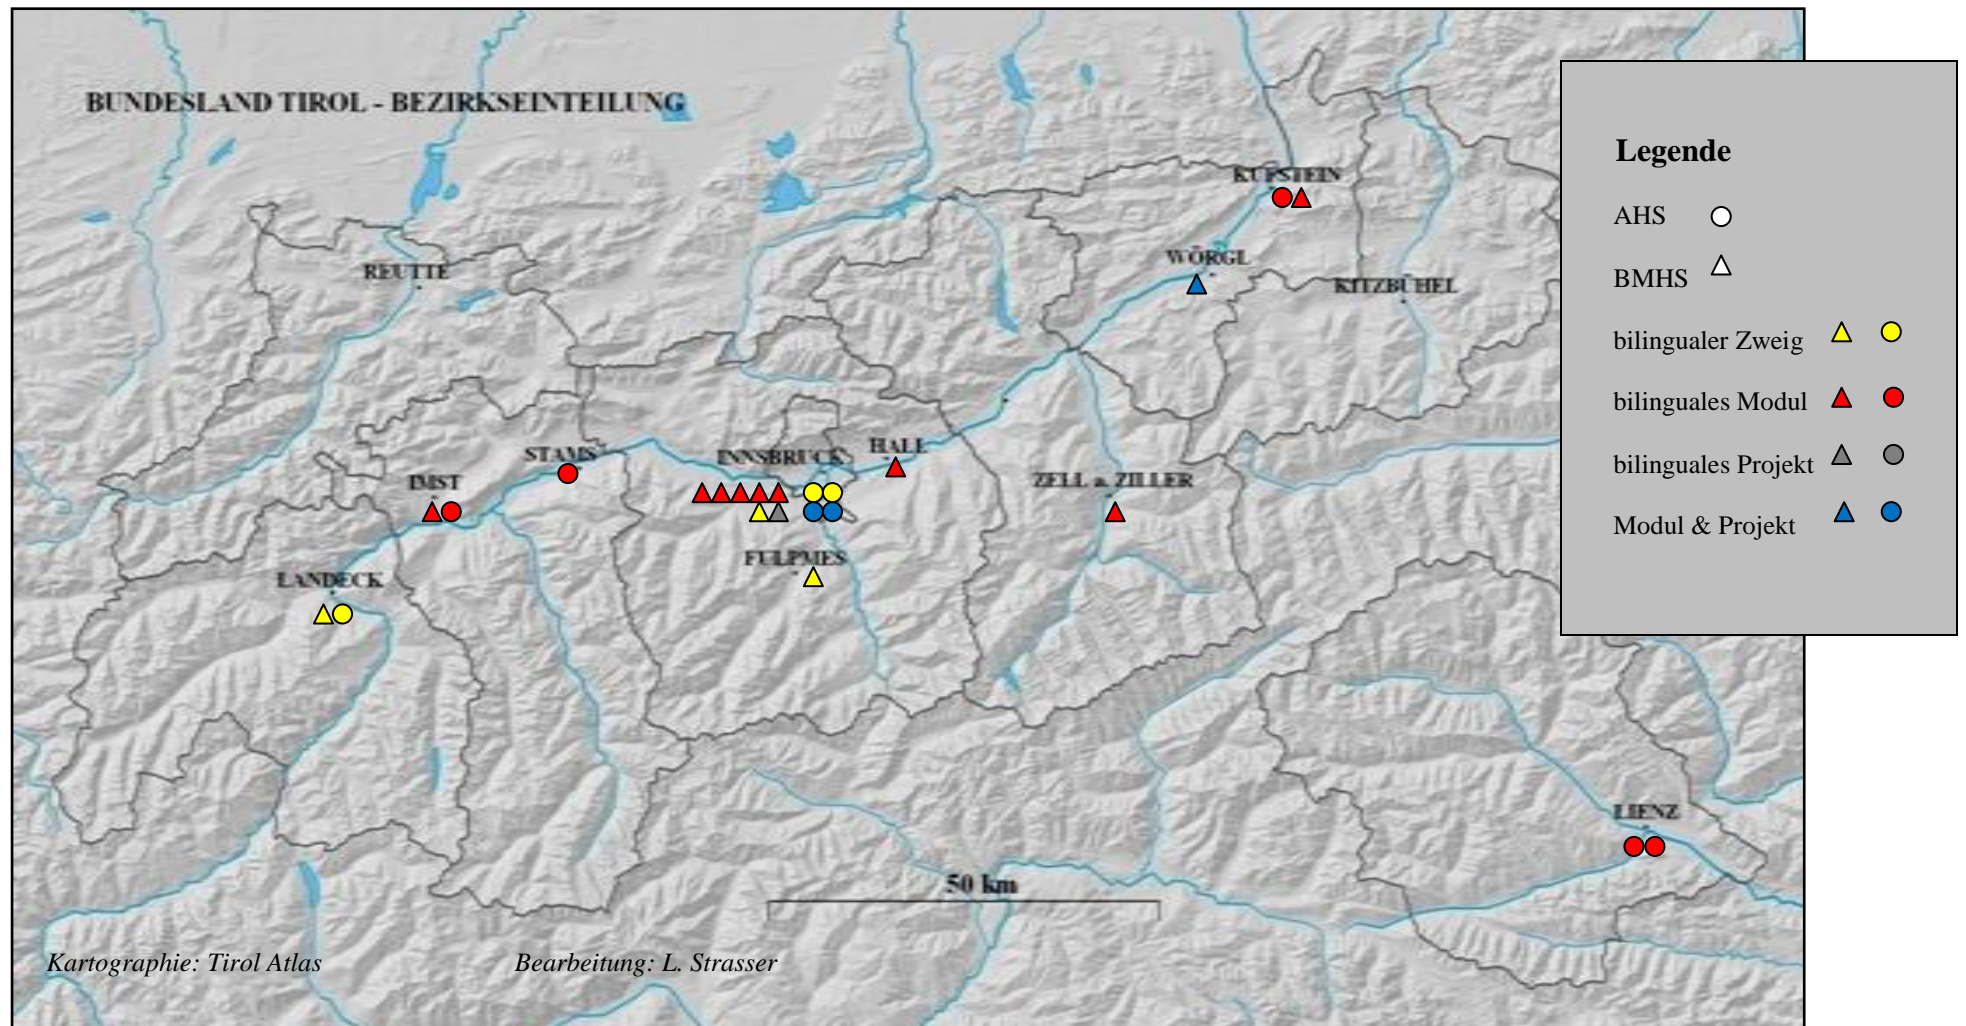 BUNDESLAND TIROL - BEZIRKSEINTEILUNG
Legende
AHS
BMHS
bilingualer Zweig
bilinguales Modul
bilinguales Projekt
Modul & Projekt
KUFSTEIN
WÖRGL
REUTTE
KITZBÜHEL
STAMS
INNSBRUCK
HALL
IMST
ZELL a. ZILLER
FULPMES
LANDECK
LIENZ
50 km
Kartographie: Tirol Atlas
Bearbeitung: L. Strasser